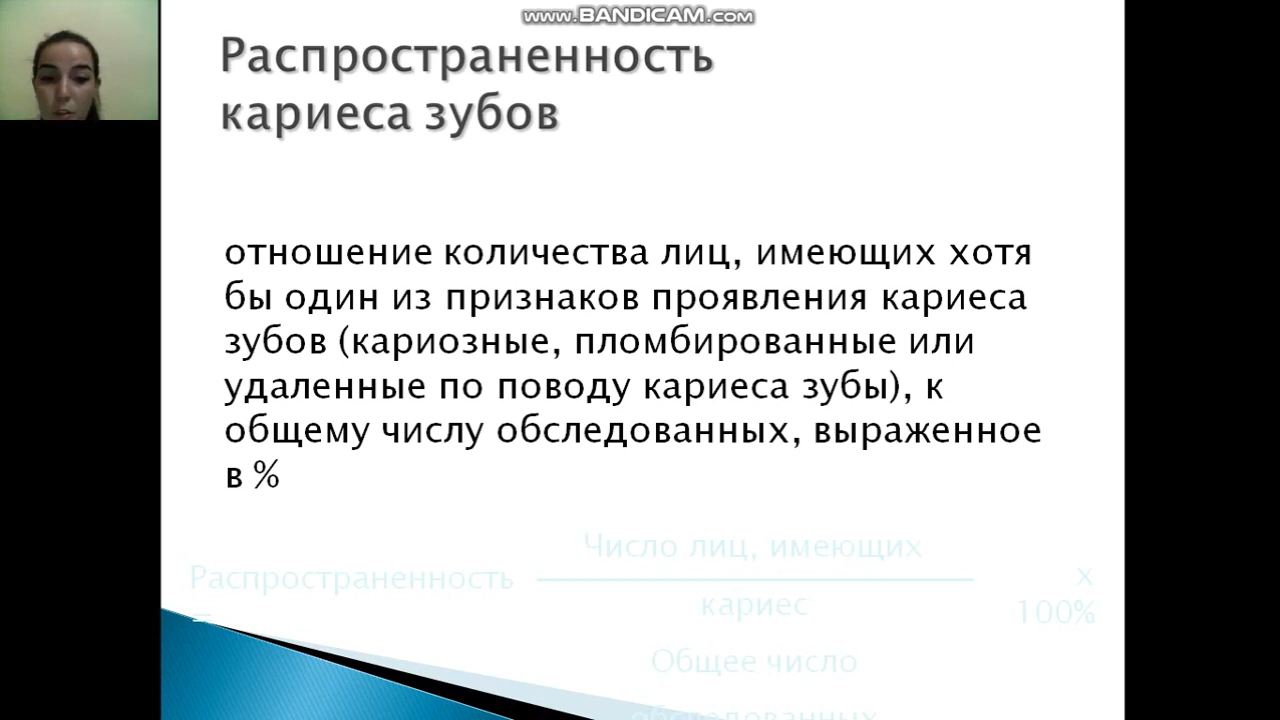 www.BANDICAM.com
Распространенность
кариеса зубов
отношение количества лиц, имеющих хотя
бы один из признаков проявления кариеса
зубов (кариозные, пломбированные или
удаленные по поводу кариеса зубы), к
общему числу обследованных, выраженное
в %
Число лиц, имеющих
Распространенность
х
кариес
=
100%
Общее число
обследованных